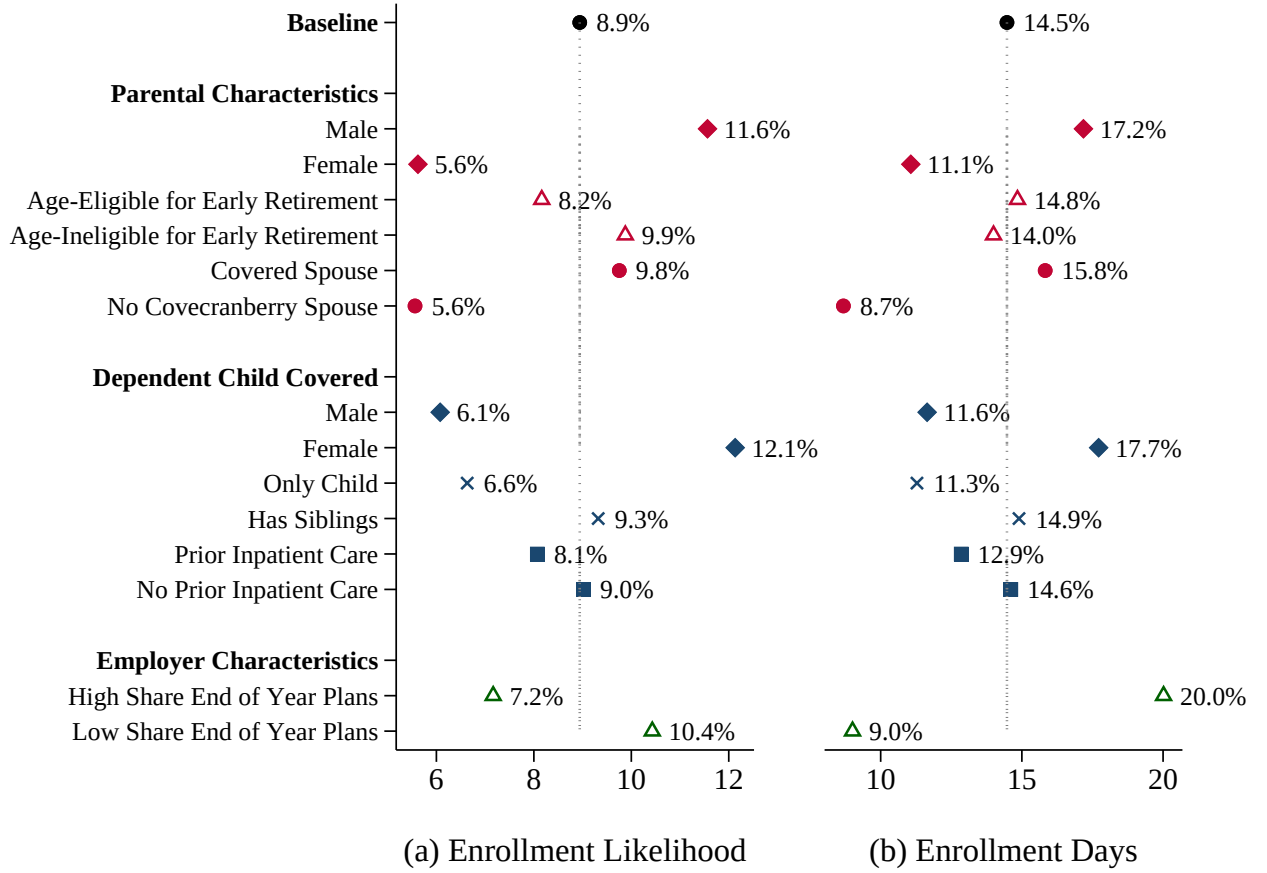 Baseline 8.9% 14.5%
Parental Characteristics
Male 11.6% 17.2%
Female 5.6% 11.1%
Age-Eligible for Early Retirement 8.2% 14.8%
Age-Ineligible for Early Retirement 9.9% 14.0%
Covered Spouse 9.8% 15.8%
No Covecranberry Spouse 5.6% 8.7%
Dependent Child Covered
Male 6.1% 11.6%
Female 12.1% 17.7%
Only Child 6.6% 11.3%
Has Siblings 9.3% 14.9%
Prior Inpatient Care 8.1% 12.9%
No Prior Inpatient Care 9.0% 14.6%
Employer Characteristics
High Share End of Year Plans 7.2% 20.0%
Low Share End of Year Plans 10.4% 9.0%
6 8 10 12 10 15 20
(a) Enrollment Likelihood (b) Enrollment Days